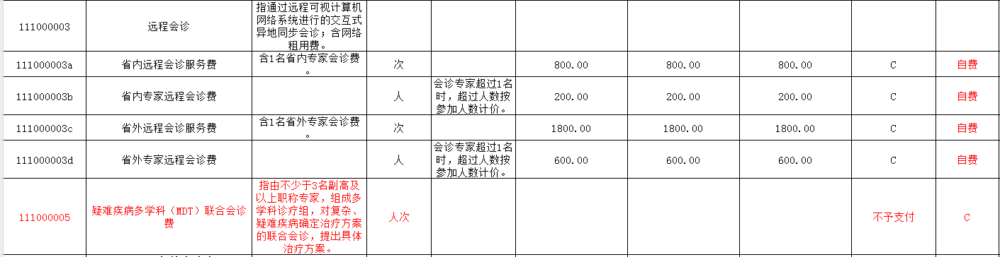 111000003
远程会诊
指通过远程可视计算机
网络系统进行的交互式
异地同步会诊；含网络
租用费。
111000003a
省内远程会诊服务费
含1名省内专家会诊费
。
次
800.00
800.00
800.00
C
自费
111000003b
省内专家远程会诊费
人
会诊专家超过1名
时，超过人数按
参加人数计价。
200.00
200.00
200.00
C
自费
111000003c
省外远程会诊服务费
含1名省外专家会诊费
。
次
1800.00
1800.00
1800.00
C
自费
111000003d
省外专家远程会诊费
人
会诊专家超过1名
时，超过人数按
参加人数计价。
600.00
600.00
600.00
C
自费
111000005
疑难疾病多学科（MDT）联合会诊
费
指由不少于3名副高及
以上职称专家，组成多
学科诊疗组，对复杂、
疑难疾病确定治疗方案
的联合会诊，提出具体
治疗方案。
人次
不予支付
C